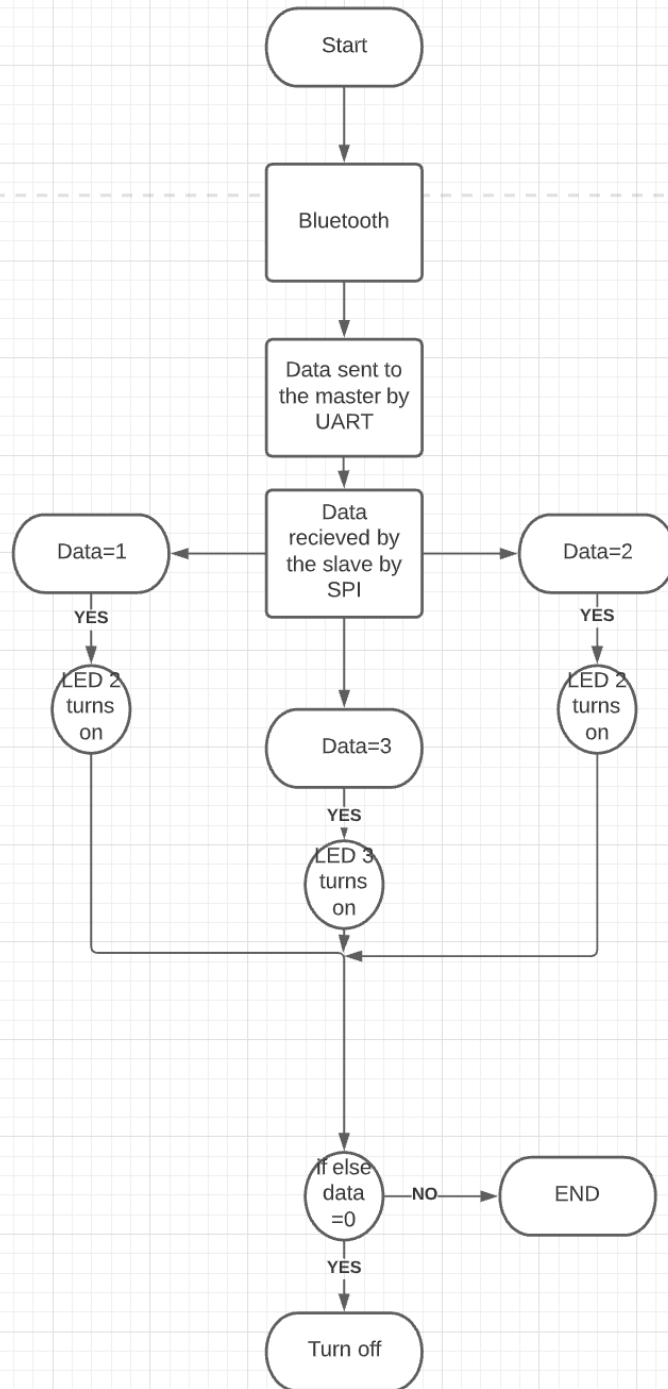 Start
Bluetooth
Data sent to
the master by
UART
Data
recieved by
the slave by
SPI
Data=1
Data=2
YES
YES
LED 2
turns
on
LED 2
turns
on
Data=3
YES
LED 3
turns
on
if else
data
=0
NO
END
YES
Turn off